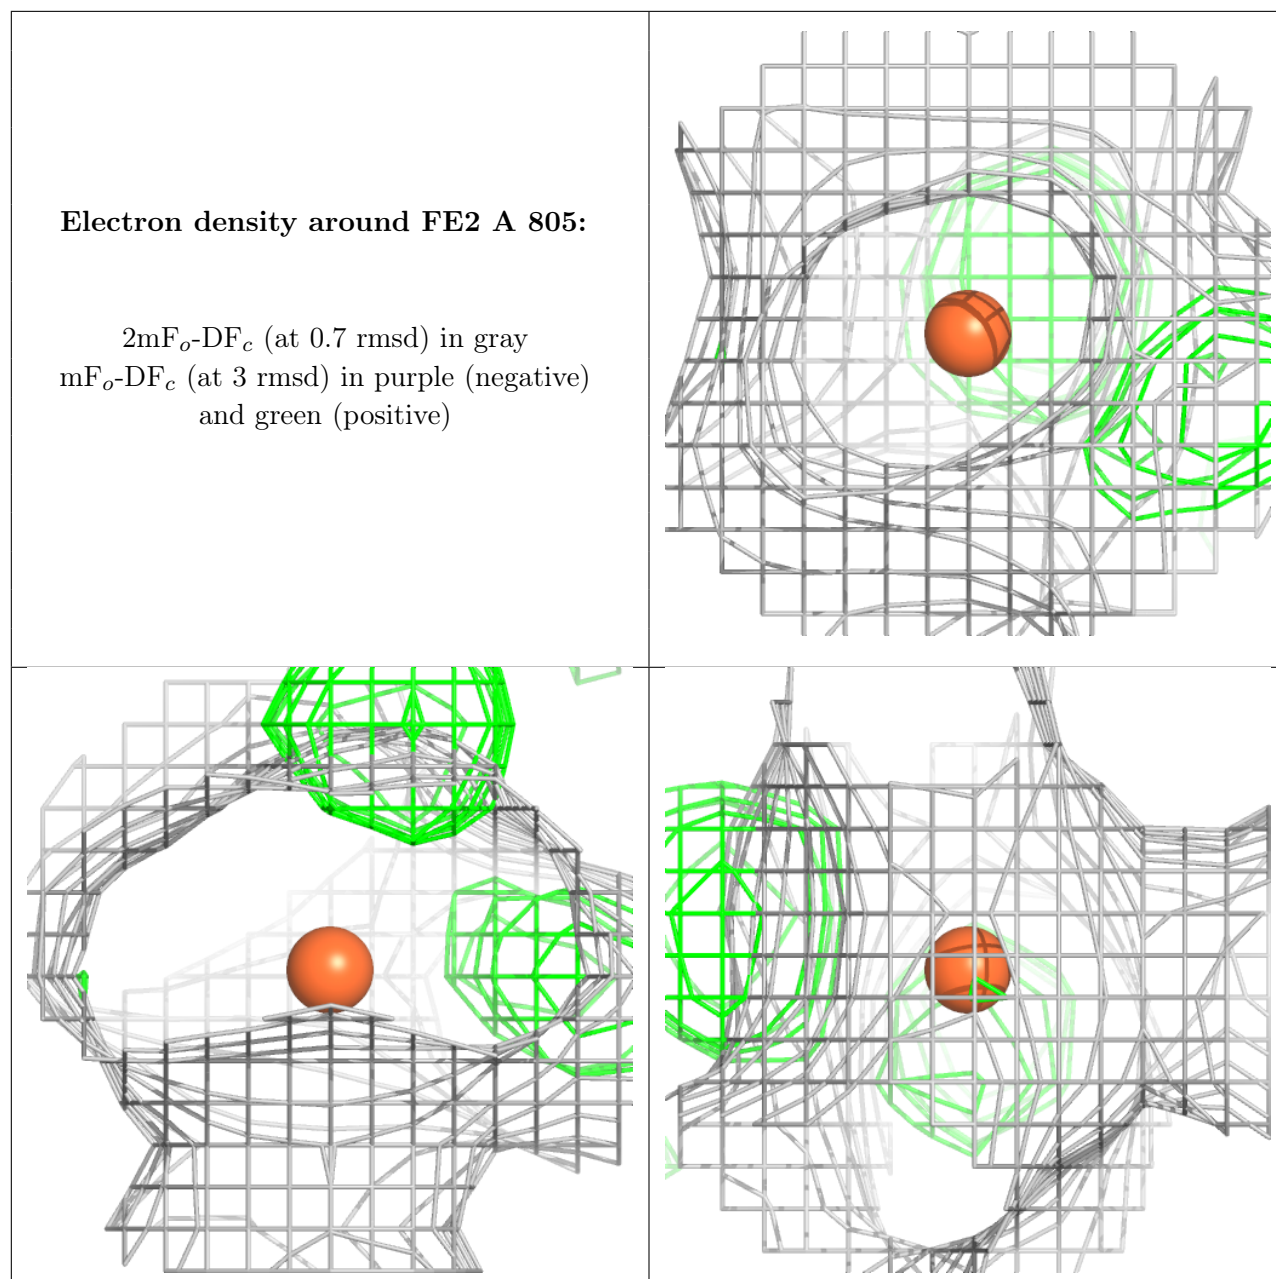 Electron density around FE2 A 805:
2mFo-DFc (at 0.7 rmsd) in gray
mFo-DFc (at 3 rmsd) in purple (negative)
and green (positive)